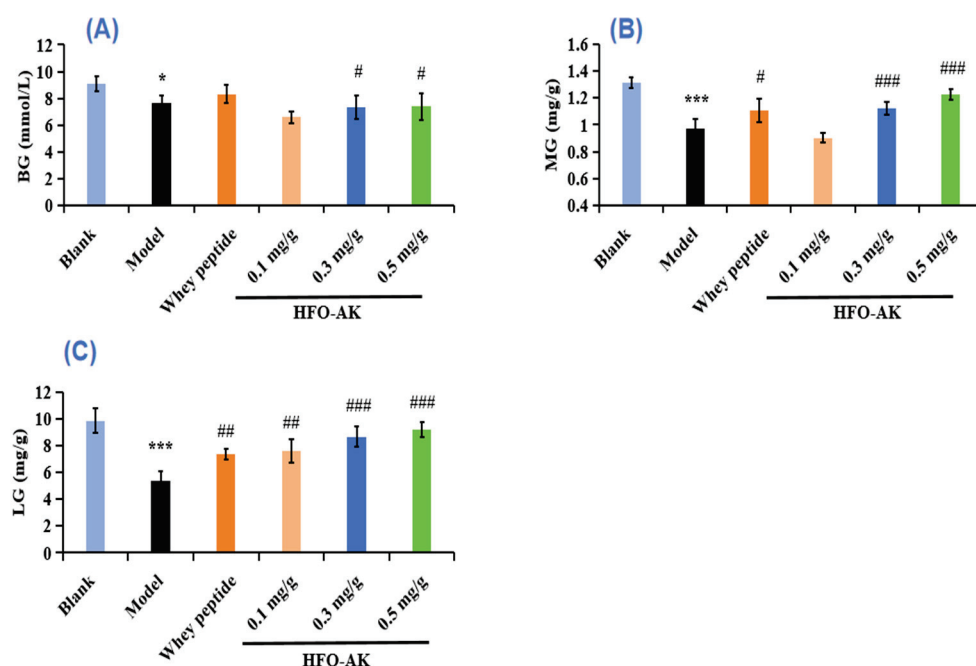 (A)
BG (mmol/L)
12
10
8
6
4
2
0
*
#
#
Blank
Model
Whey peptide
0.1 mg/g
0.3 mg/g
0.5 mg/g
HFO-AK
(B)
MG (mg/g)
1.6
1.4
1.2
1
0.8
0.6
0.4
***
#
###
###
Blank
Model
Whey peptide
0.1 mg/g
0.3 mg/g
0.5 mg/g
HFO-AK
(C)
LG (mg/g)
12
10
8
6
4
2
0
***
##
##
###
###
Blank
Model
Whey peptide
0.1 mg/g
0.3 mg/g
0.5 mg/g
HFO-AK